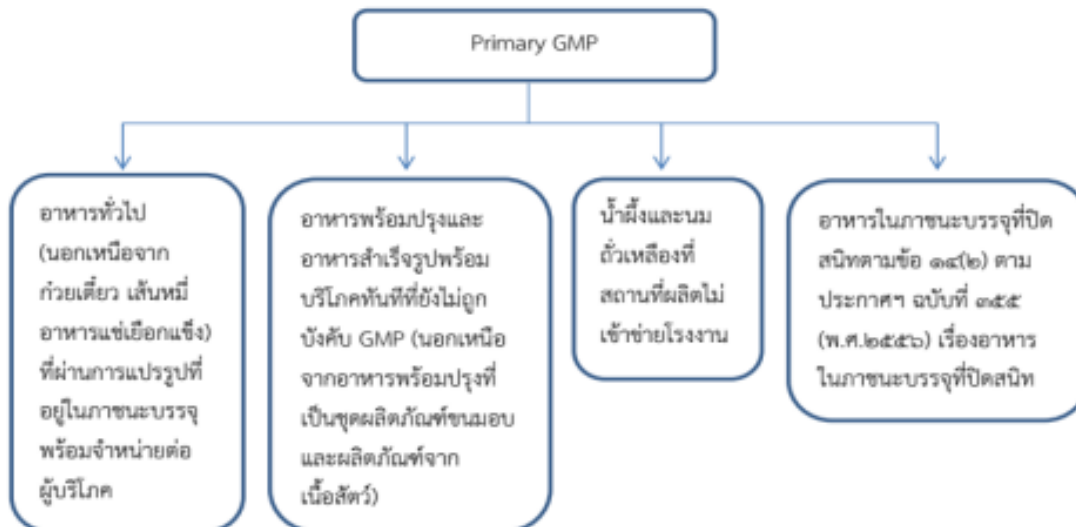 Primary GMP
อาหารทั่วไป
(นอกเหนือจาก
ก๋วยเตี๋ยว เส้นหมี่
อาหารแช่เยือกแข็ง)
ที่ผ่านการแปรรูปที่
อยู่ในภาชนะบรรจุ
พร้อมจำหน่ายต่อ
ผู้บริโภค
อาหารพร้อมปรุงและ
อาหารสำเร็จรูปพร้อม
บริโภคทันทีที่ยังไม่ถูก
บังคับ GMP (นอกเหนือ
จากอาหารพร้อมปรุงที่
เป็นชุดผลิตภัณฑ์ขนมอบ
และผลิตภัณฑ์จาก
เนื้อสัตว์)
น้ำผึ้งและนม
ถั่วเหลืองที่
สถานที่ผลิตไม่
เข้าข่ายโรงงาน
อาหารในภาชนะบรรจุที่ปิด
สนิทตามข้อ ๑๔(๒) ตาม
ประกาศฯ ฉบับที่ ๓๕๕
(พ.ศ.๒๕๕๖) เรื่องอาหาร
ในภาชนะบรรจุที่ปิดสนิท